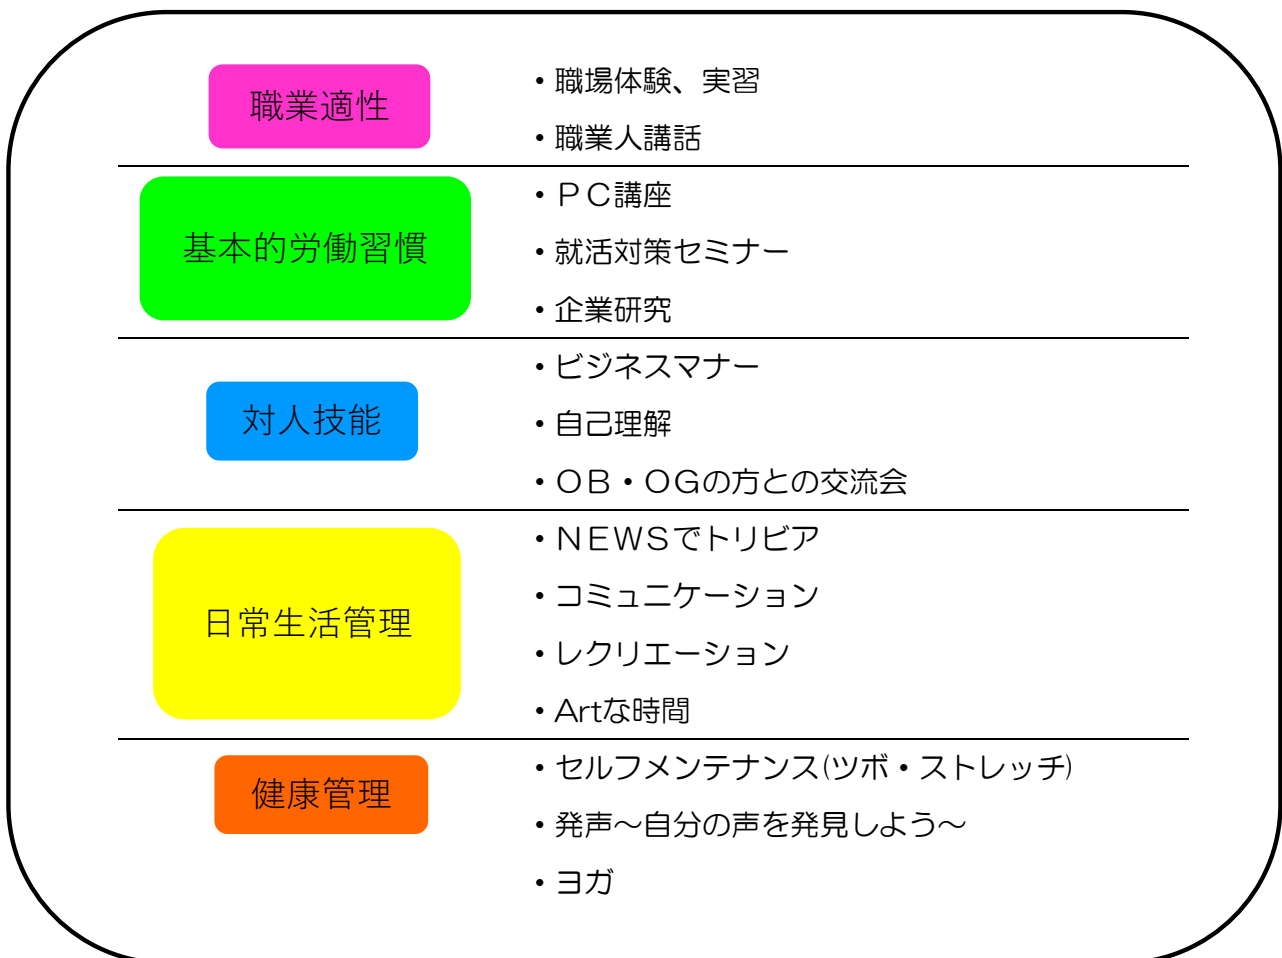 職業適性
・職場体験、実習
・職業人講話
基本的労働習慣
・ＰＣ講座
・就活対策セミナー
・企業研究
対人技能
・ビジネスマナー
・自己理解
・ＯＢ・ＯＧの方との交流会
日常生活管理
・ＮＥＷＳでトリビア
・コミュニケーション
・レクリエーション
・Artな時間
健康管理
・セルフメンテナンス(ツボ・ストレッチ)
・発声～自分の声を発見しよう～
・ヨガ